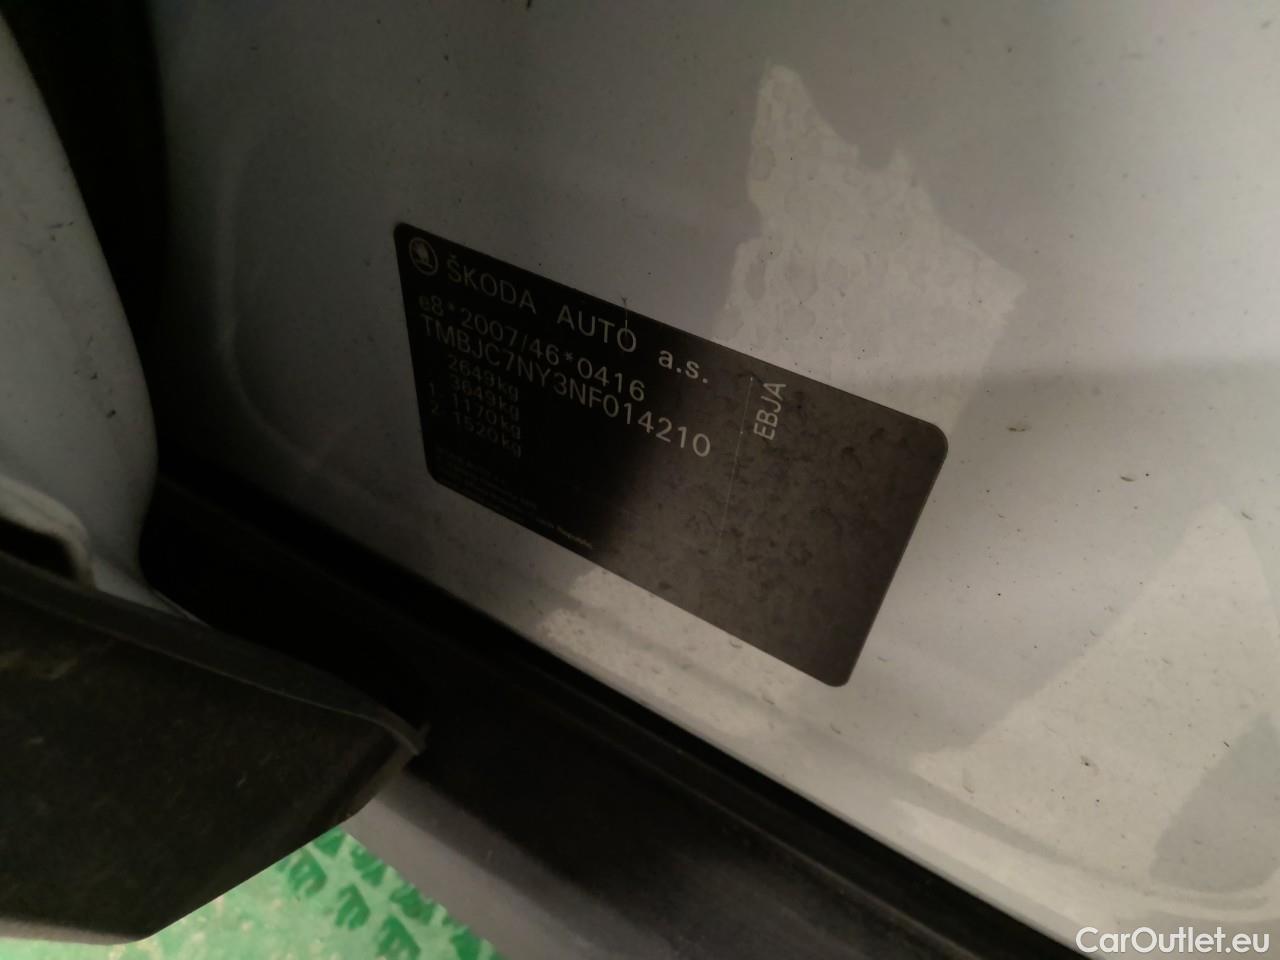 ŠKODA AUTO a.s.
e8*2007/46*0416
TMBJC7NY3NF014210
2649kg
3649kg
1. 1170kg
2. 1520kg
EBJA
CarOutlet.eu